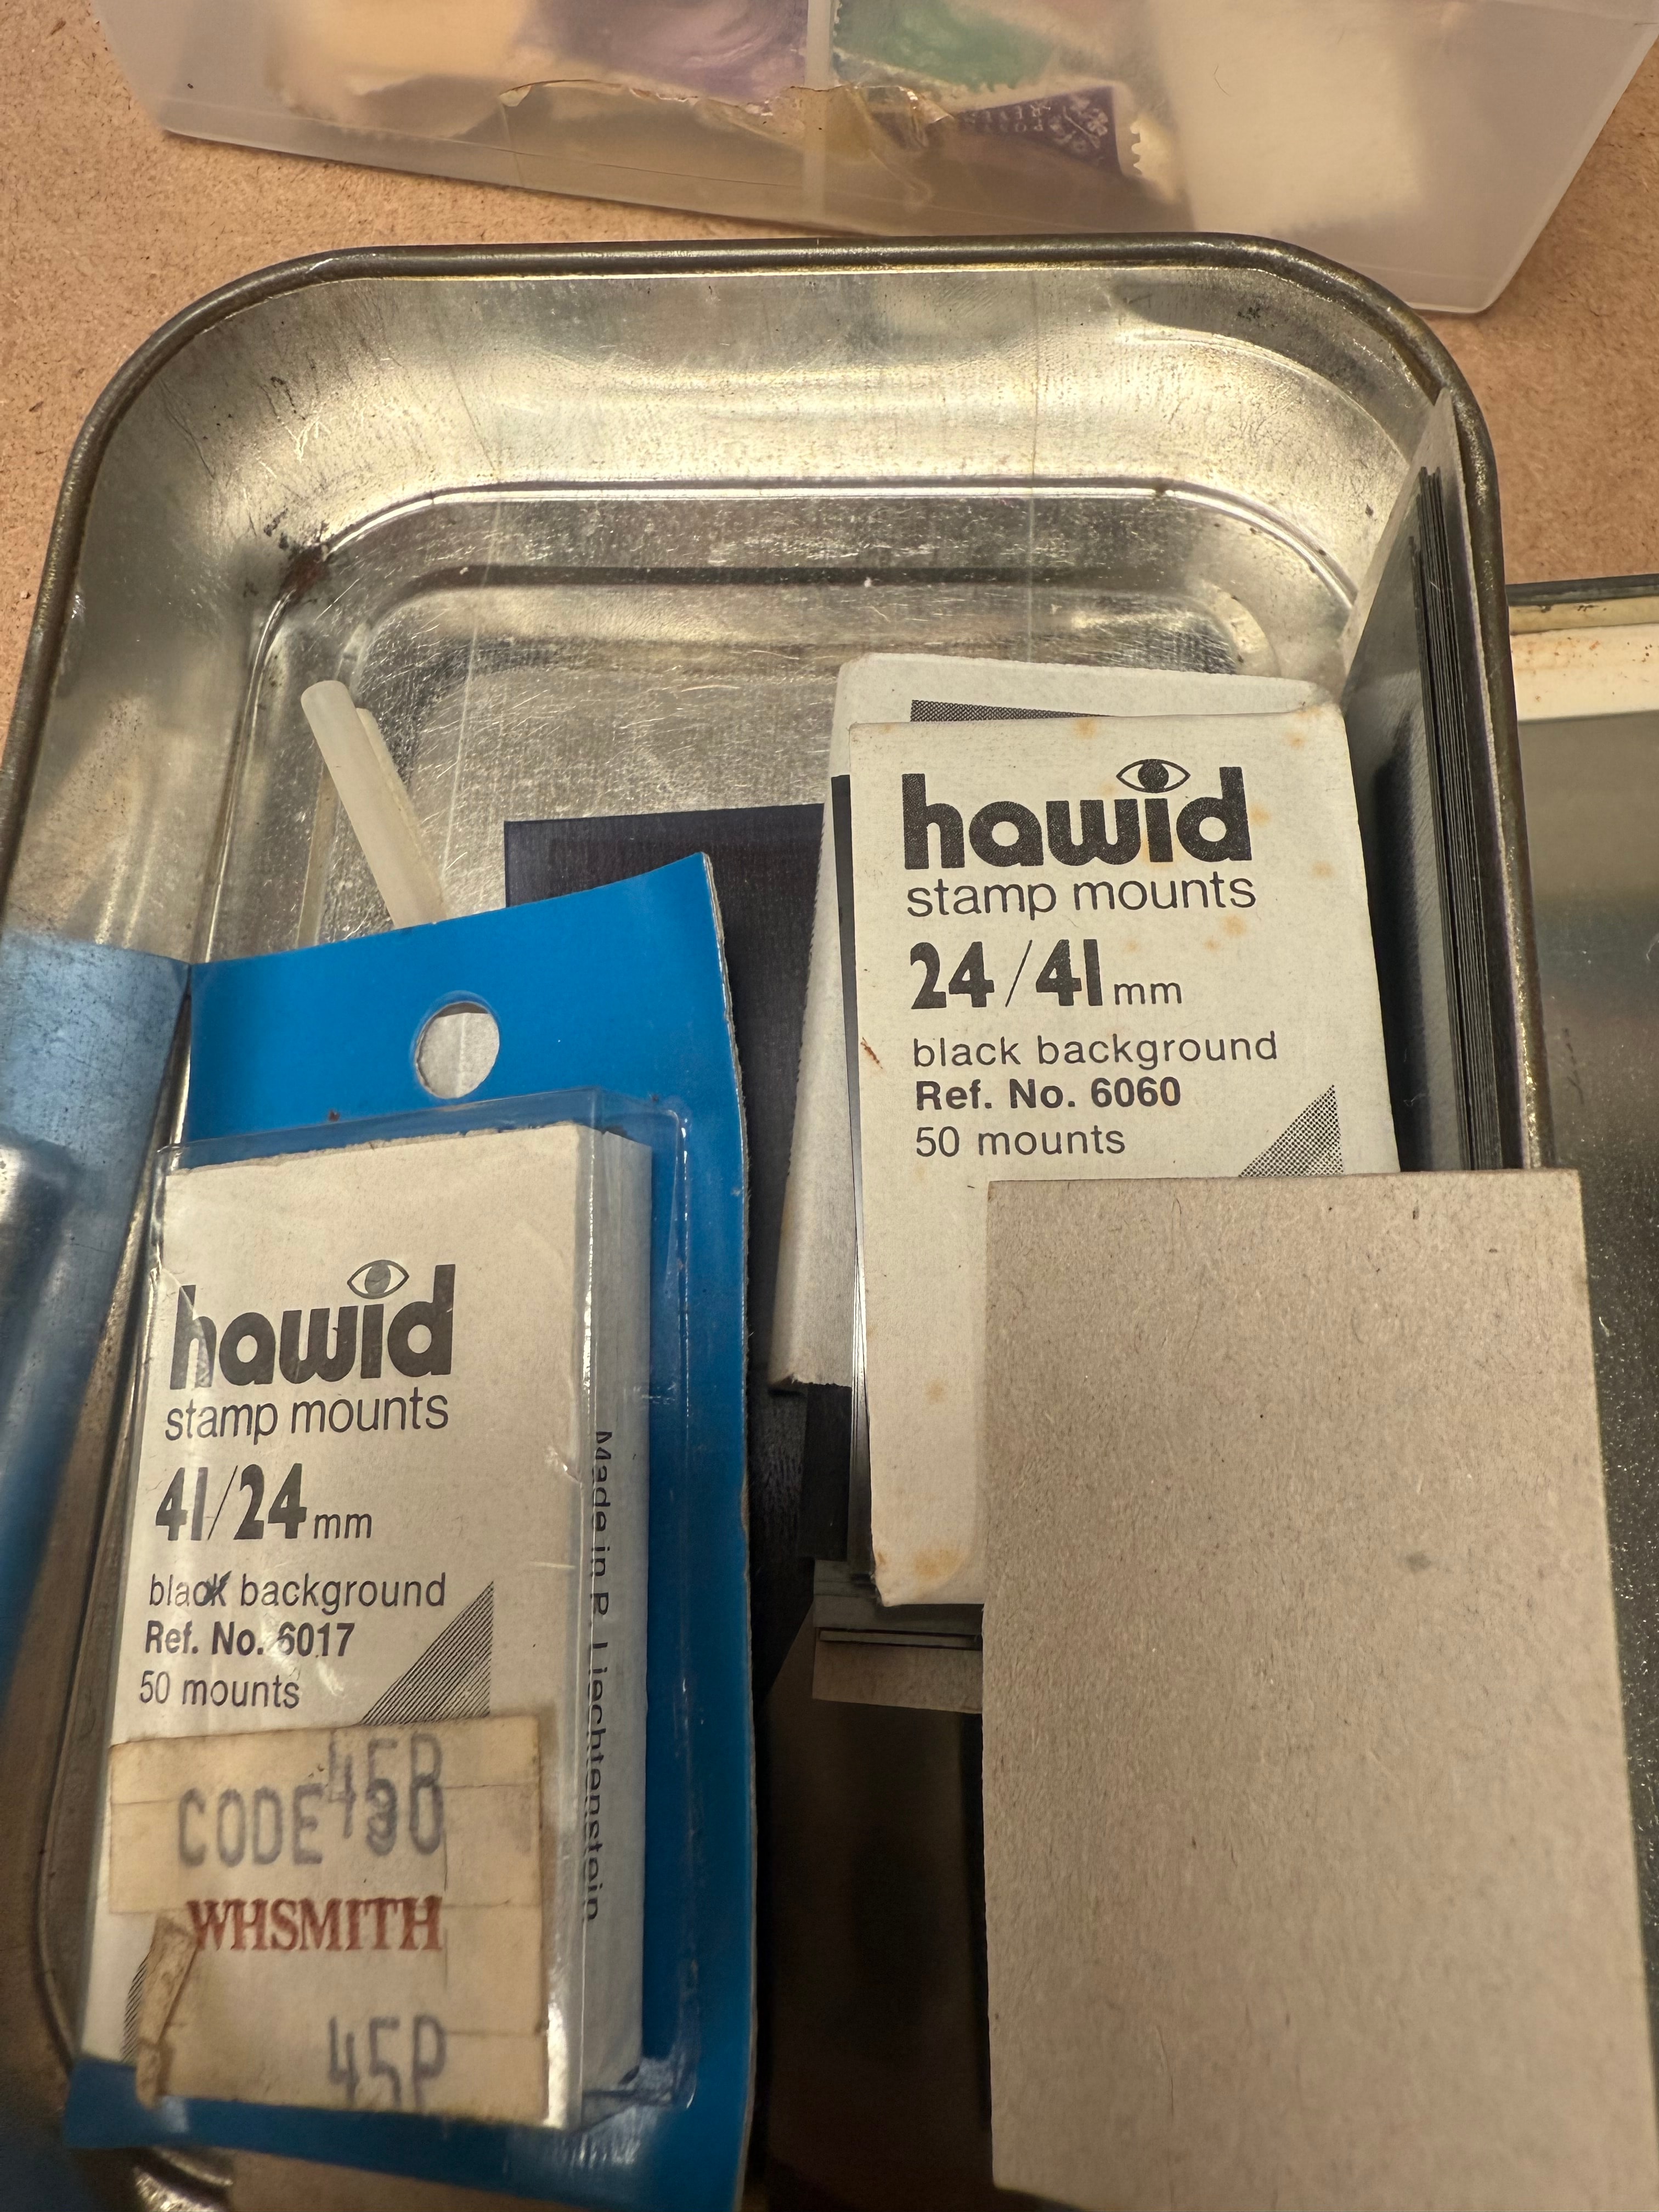 hawid
stamp mounts
24/41mm
black background
Ref. No. 6060
50 mounts
hawid
stamp mounts
41/24mm
black background
Ref. No. 6017
50 mounts
Made in P. Liechtenstein
CODE
WHSMITH
45P